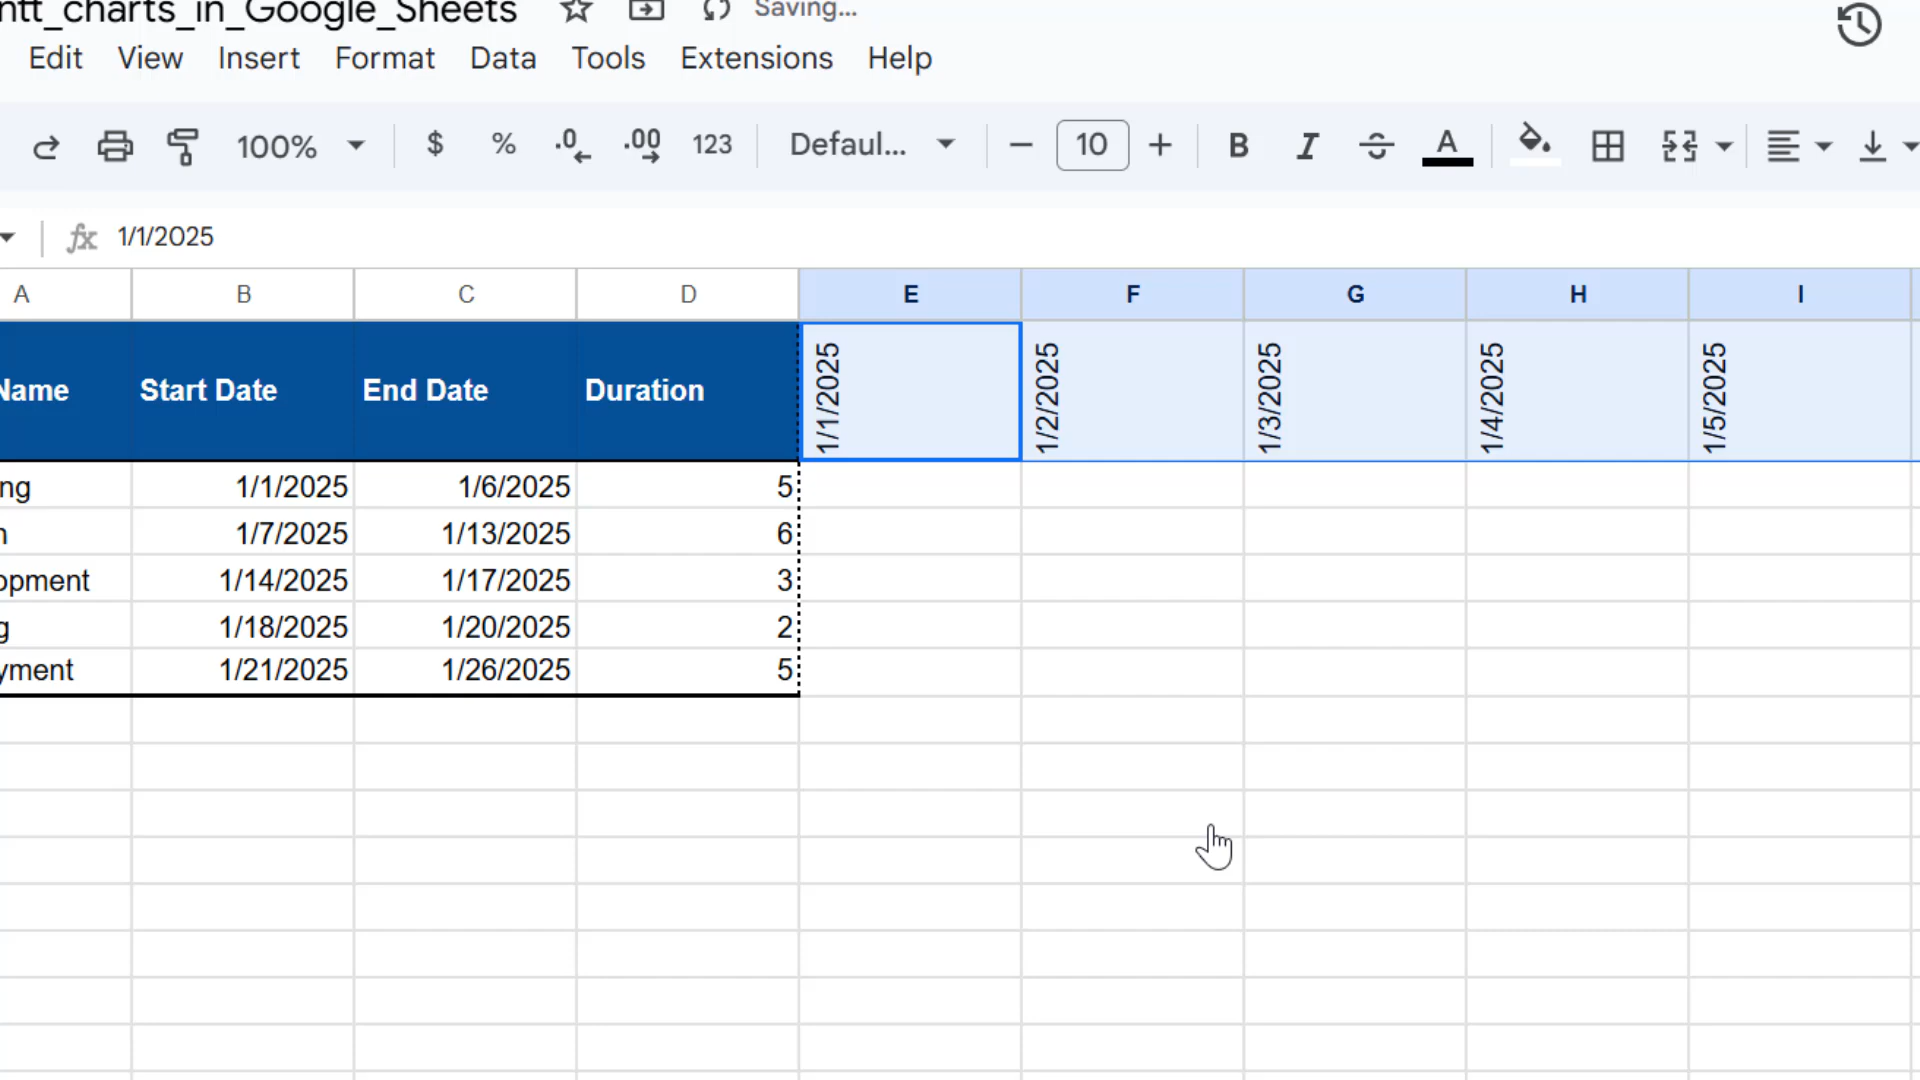 ntt_charts_in_Google_Sheets Saving...
Edit View Insert Format Data Tools Extensions Help
100% $ % .0 .00 123 Defaul... − 10 + B I S A
fx 1/1/2025
A B C D E F G H I
Name Start Date End Date Duration 1/1/2025 1/2/2025 1/3/2025 1/4/2025 1/5/2025
ng 1/1/2025 1/6/2025 5
n 1/7/2025 1/13/2025 6
opment 1/14/2025 1/17/2025 3
g 1/18/2025 1/20/2025 2
yment 1/21/2025 1/26/2025 5